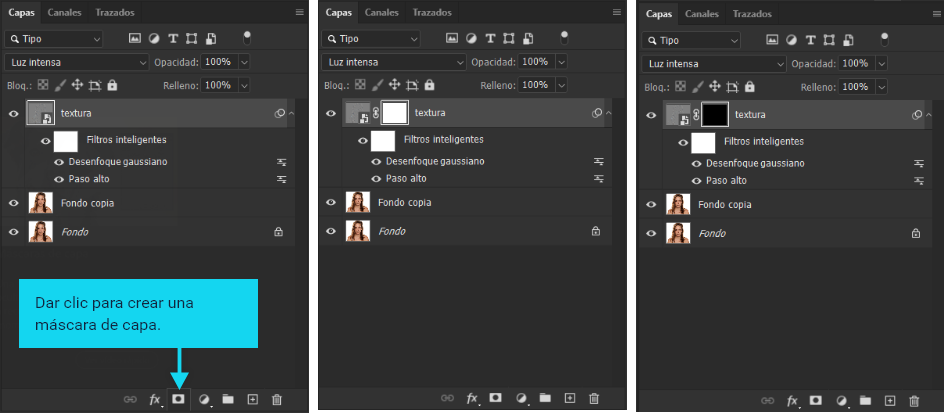 Capas Canales Trazados
Tipo
Luz intensa Opacidad: 100%
Bloq.: Relleno: 100%
textura
Filtros inteligentes
Desenfoque gaussiano
Paso alto
Fondo copia
Fondo
Dar clic para crear una
máscara de capa.
fx
Capas Canales Trazados
Tipo
Luz intensa Opacidad: 100%
Bloq.: Relleno: 100%
textura
Filtros inteligentes
Desenfoque gaussiano
Paso alto
Fondo copia
Fondo
fx
Capas Canales Trazados
Tipo
Luz intensa Opacidad: 100%
Bloq.: Relleno: 100%
textura
Filtros inteligentes
Desenfoque gaussiano
Paso alto
Fondo copia
Fondo
fx